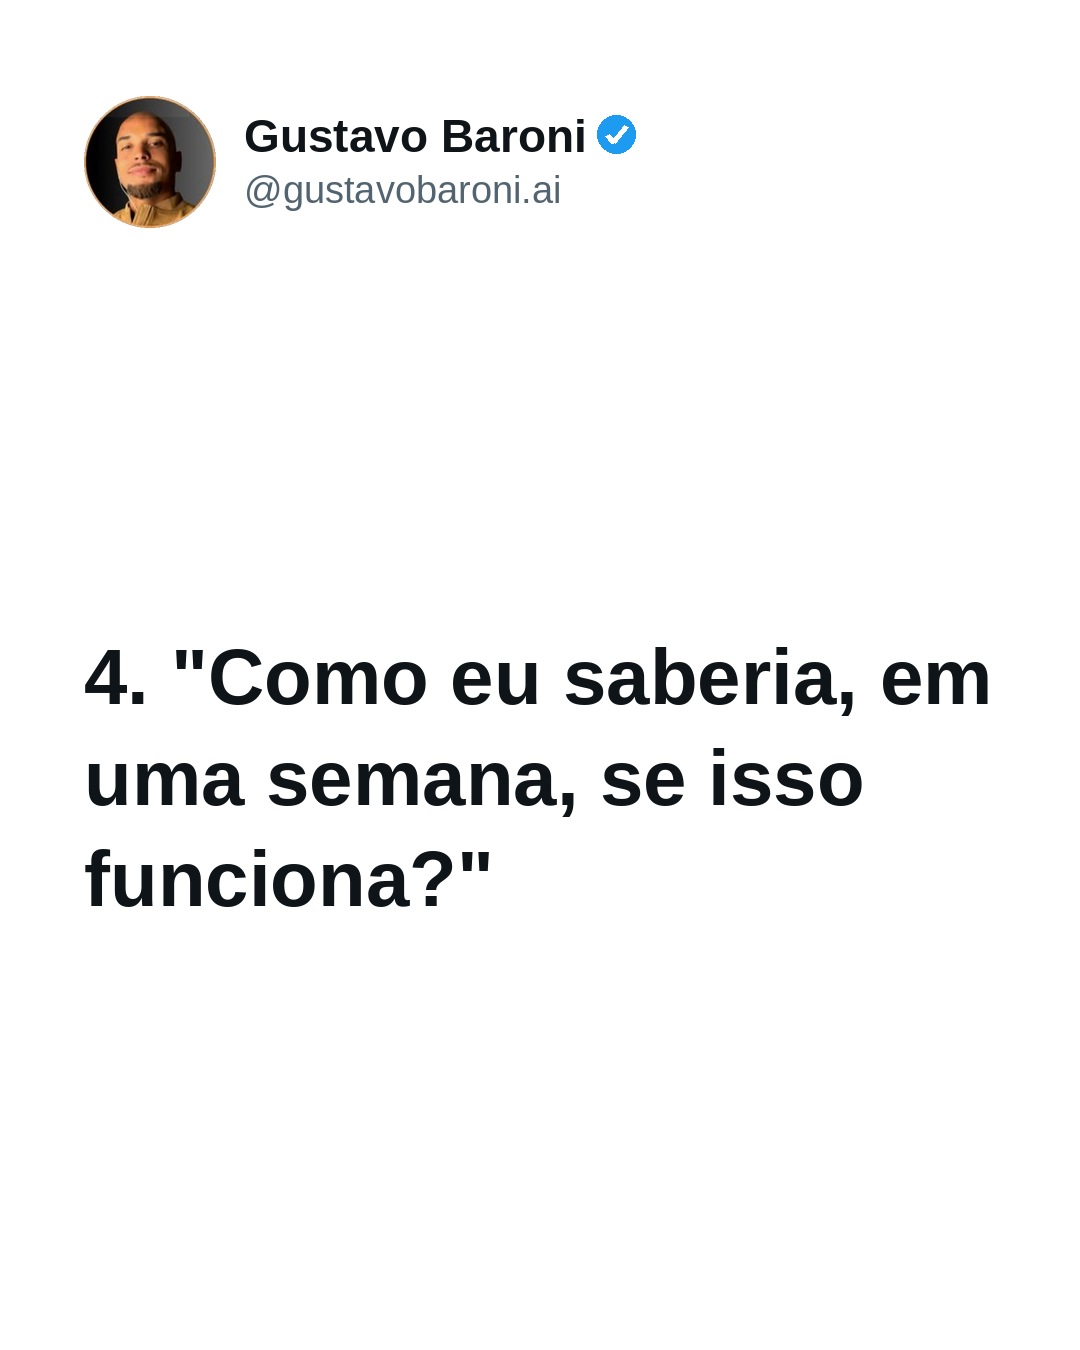 Gustavo Baroni
@gustavobaroni.ai
4. "Como eu saberia, em
uma semana, se isso
funciona?"